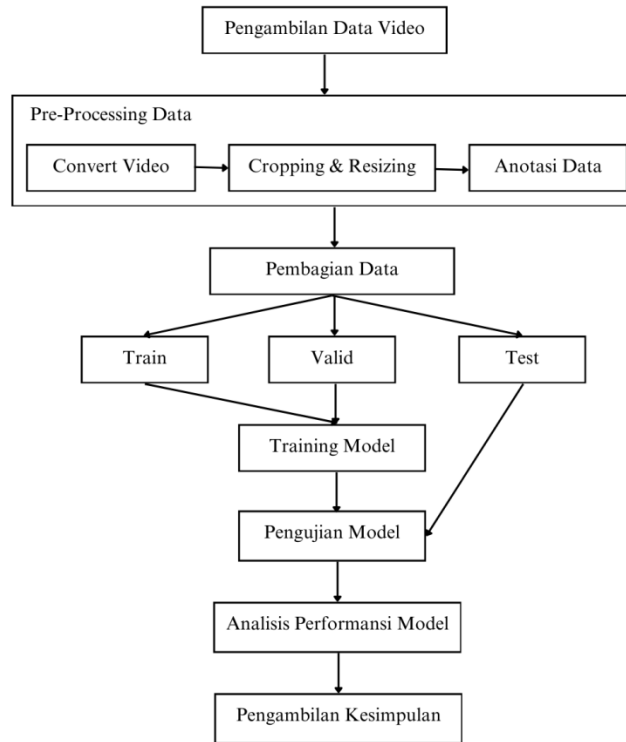 Pengambilan Data Video
Pre-Processing Data
Convert Video
Cropping & Resizing
Anotasi Data
Pembagian Data
Train
Valid
Test
Training Model
Pengujian Model
Analisis Performansi Model
Pengambilan Kesimpulan